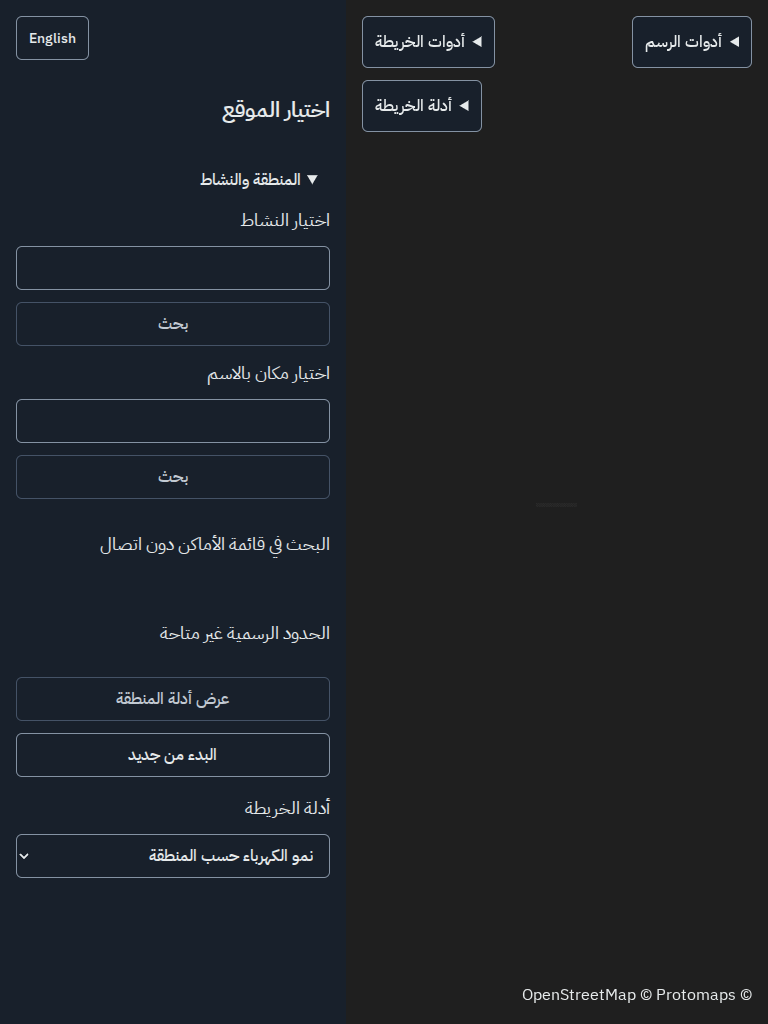 English
اختيار الموقع
▼ المنطقة والنشاط
اختيار النشاط
بحث
اختيار مكان بالاسم
بحث
البحث في قائمة الأماكن دون اتصال
الحدود الرسمية غير متاحة
عرض أدلة المنطقة
البدء من جديد
أدلة الخريطة
نمو الكهرباء حسب المنطقة
◀ أدوات الرسم
◀ أدوات الخريطة
◀ أدلة الخريطة
OpenStreetMap © Protomaps ©